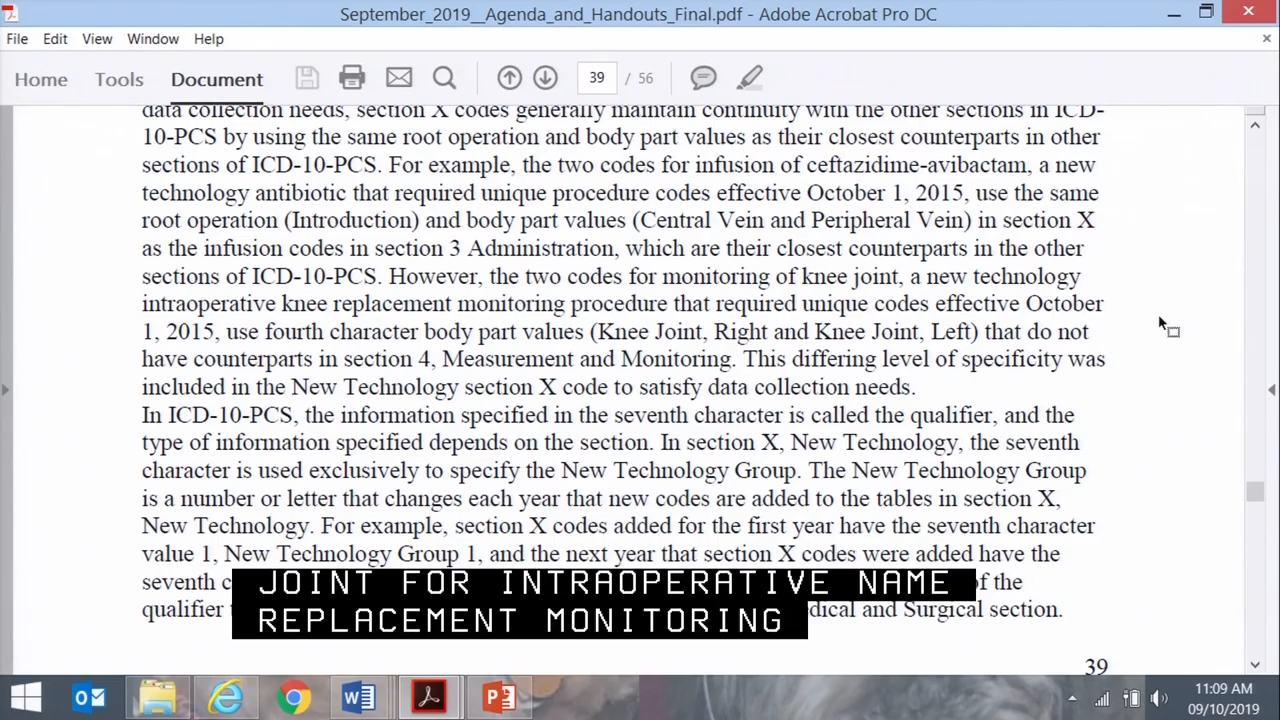 September_2019__Agenda_and_Handouts_Final.pdf - Adobe Acrobat Pro DC
File Edit View Window Help
Home Tools Document 39 / 56
data collection needs, section X codes generally maintain continuity with the other sections in ICD-
10-PCS by using the same root operation and body part values as their closest counterparts in other
sections of ICD-10-PCS. For example, the two codes for infusion of ceftazidime-avibactam, a new
technology antibiotic that required unique procedure codes effective October 1, 2015, use the same
root operation (Introduction) and body part values (Central Vein and Peripheral Vein) in section X
as the infusion codes in section 3 Administration, which are their closest counterparts in the other
sections of ICD-10-PCS. However, the two codes for monitoring of knee joint, a new technology
intraoperative knee replacement monitoring procedure that required unique codes effective October
1, 2015, use fourth character body part values (Knee Joint, Right and Knee Joint, Left) that do not
have counterparts in section 4, Measurement and Monitoring. This differing level of specificity was
included in the New Technology section X code to satisfy data collection needs.
In ICD-10-PCS, the information specified in the seventh character is called the qualifier, and the
type of information specified depends on the section. In section X, New Technology, the seventh
character is used exclusively to specify the New Technology Group. The New Technology Group
is a number or letter that changes each year that new codes are added to the tables in section X,
New Technology. For example, section X codes added for the first year have the seventh character
value 1, New Technology Group 1, and the next year that section X codes were added have the
seventh of the
qualifier and Surgical section.
JOINT FOR INTRAOPERATIVE NAME
REPLACEMENT MONITORING
39
11:09 AM
09/10/2019